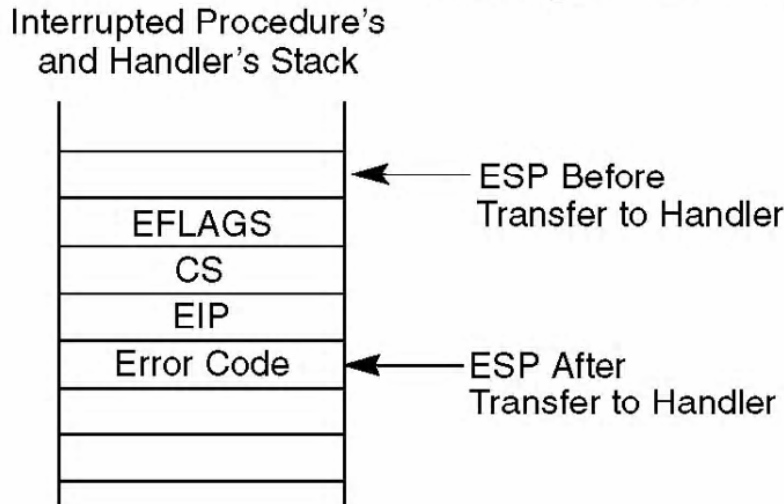 Interrupted Procedure's
and Handler's Stack
ESP Before
Transfer to Handler
EFLAGS
CS
EIP
Error Code
ESP After
Transfer to Handler